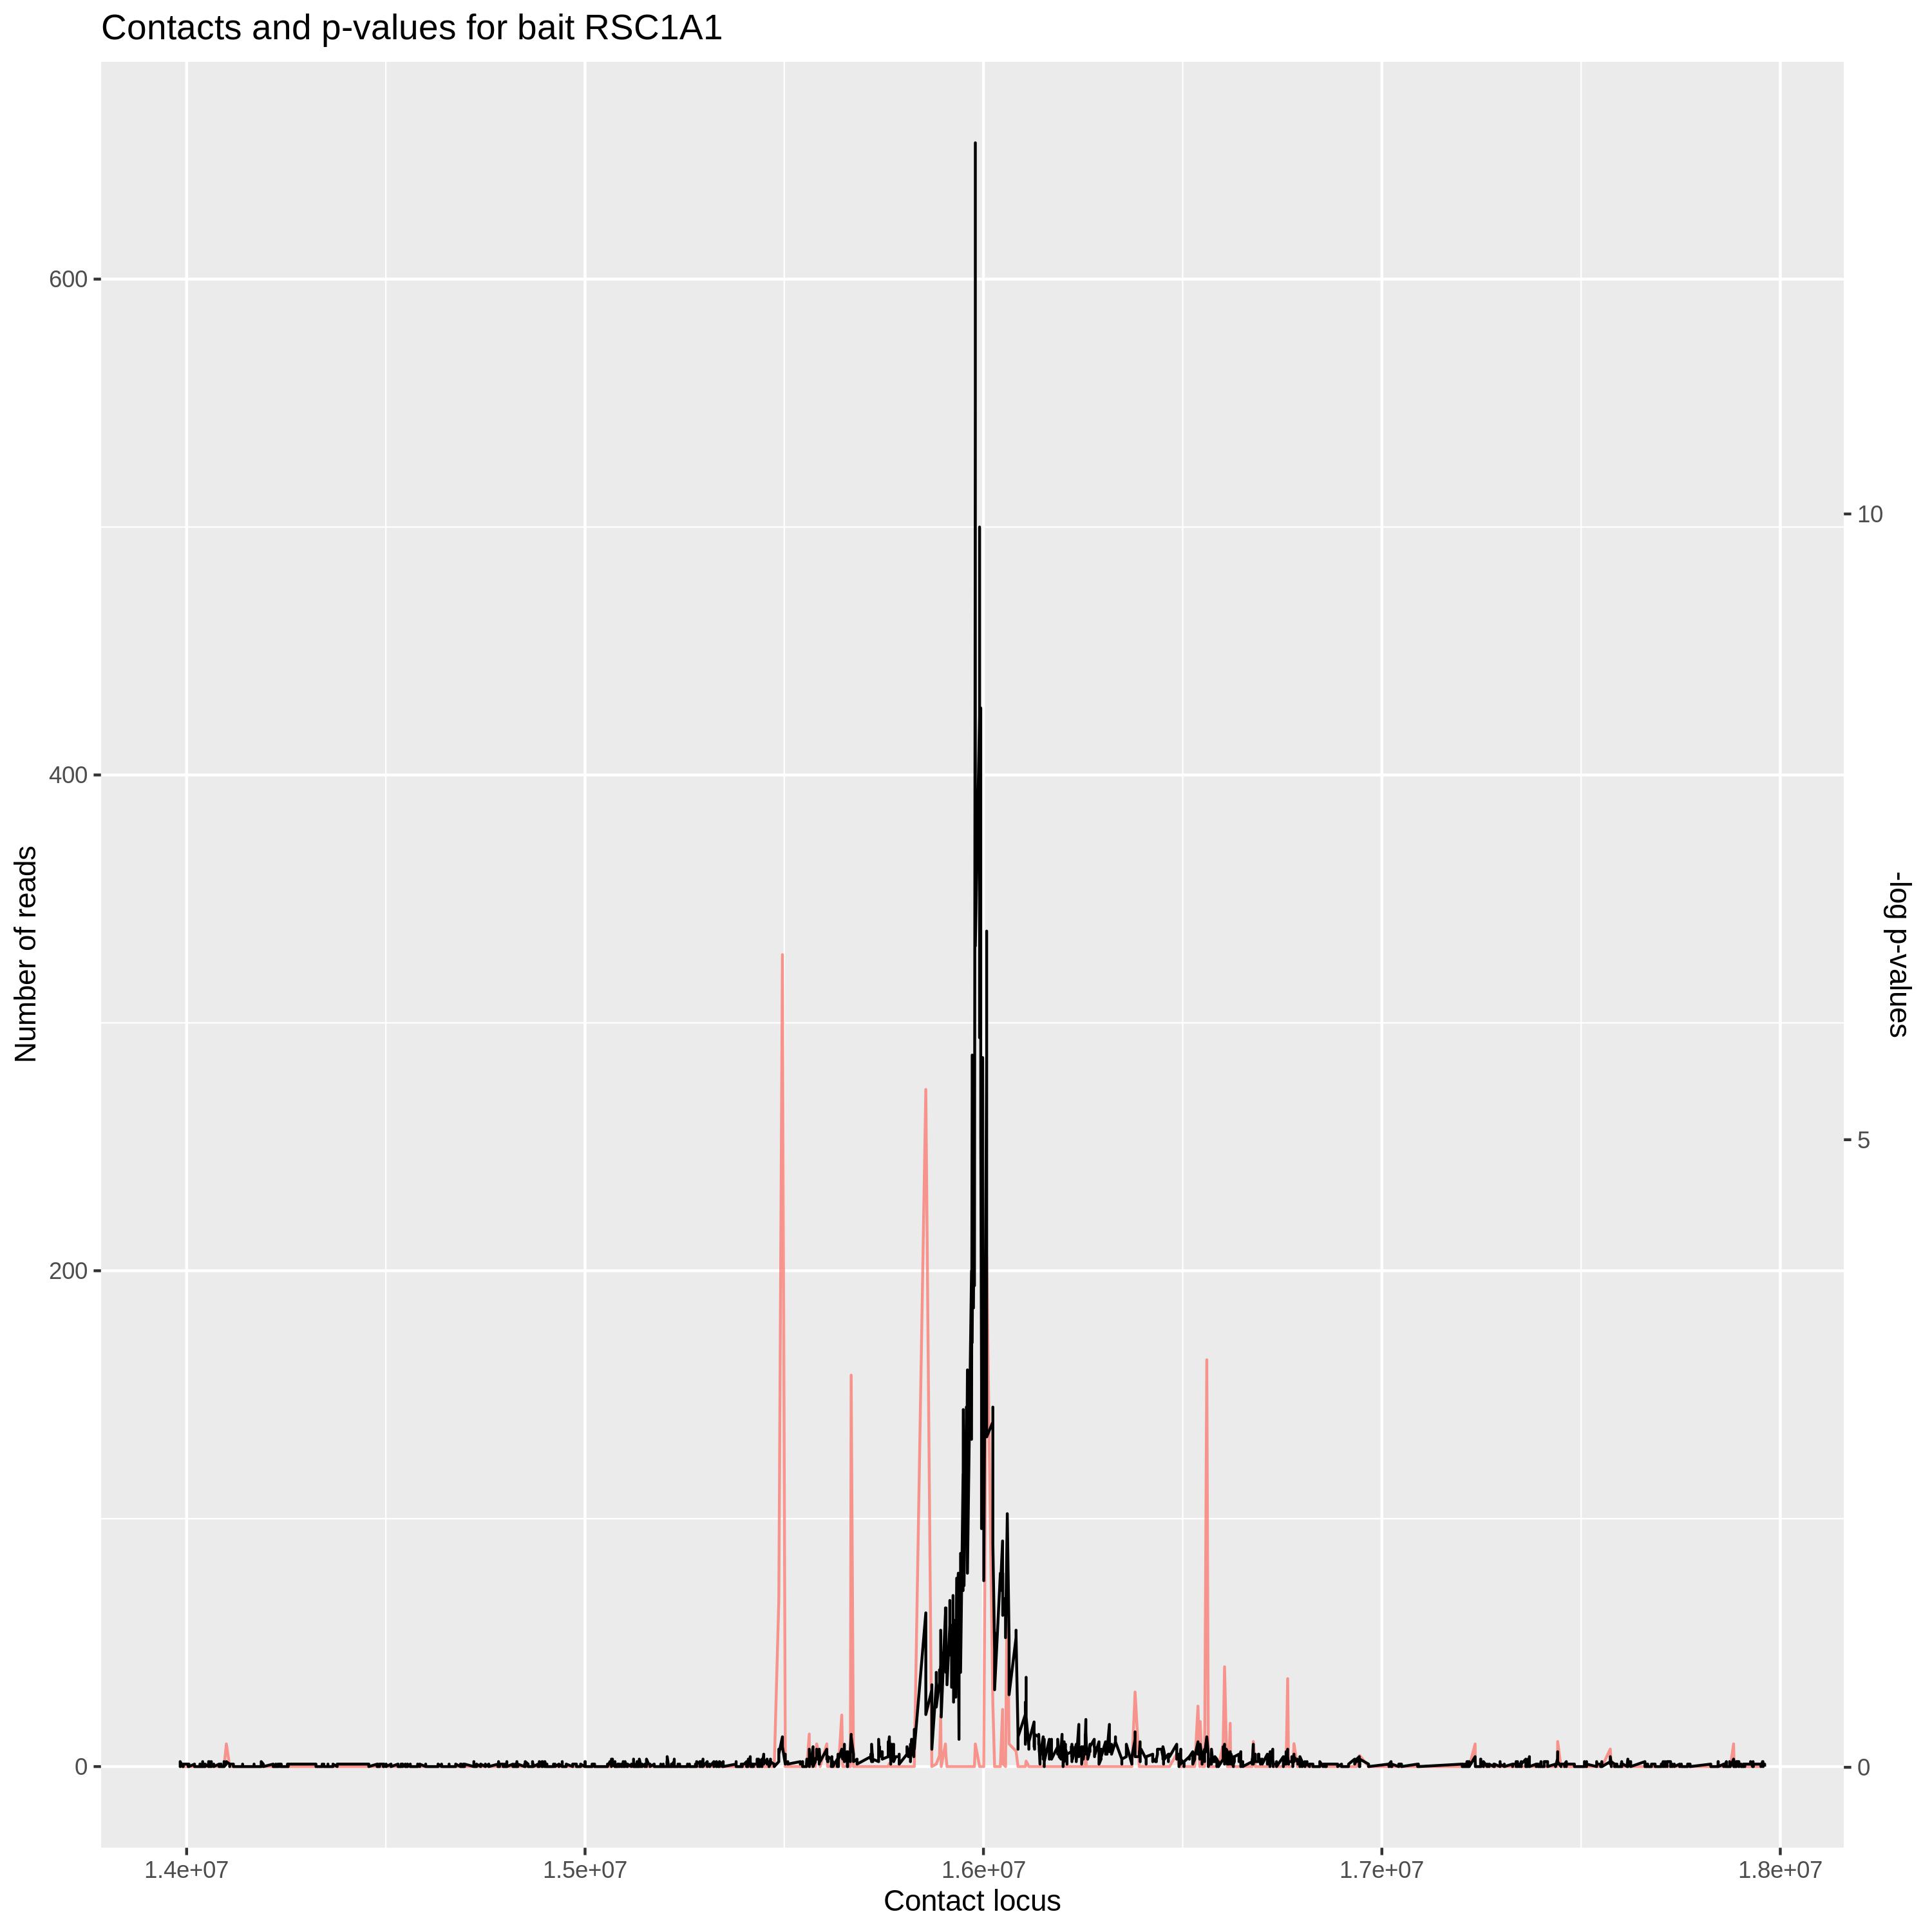 Contacts and p-values for bait RSC1A1
600
400
200
0
Number of reads
10
5
0
-log p-values
1.4e+07 1.5e+07 1.6e+07 1.7e+07 1.8e+07
Contact locus